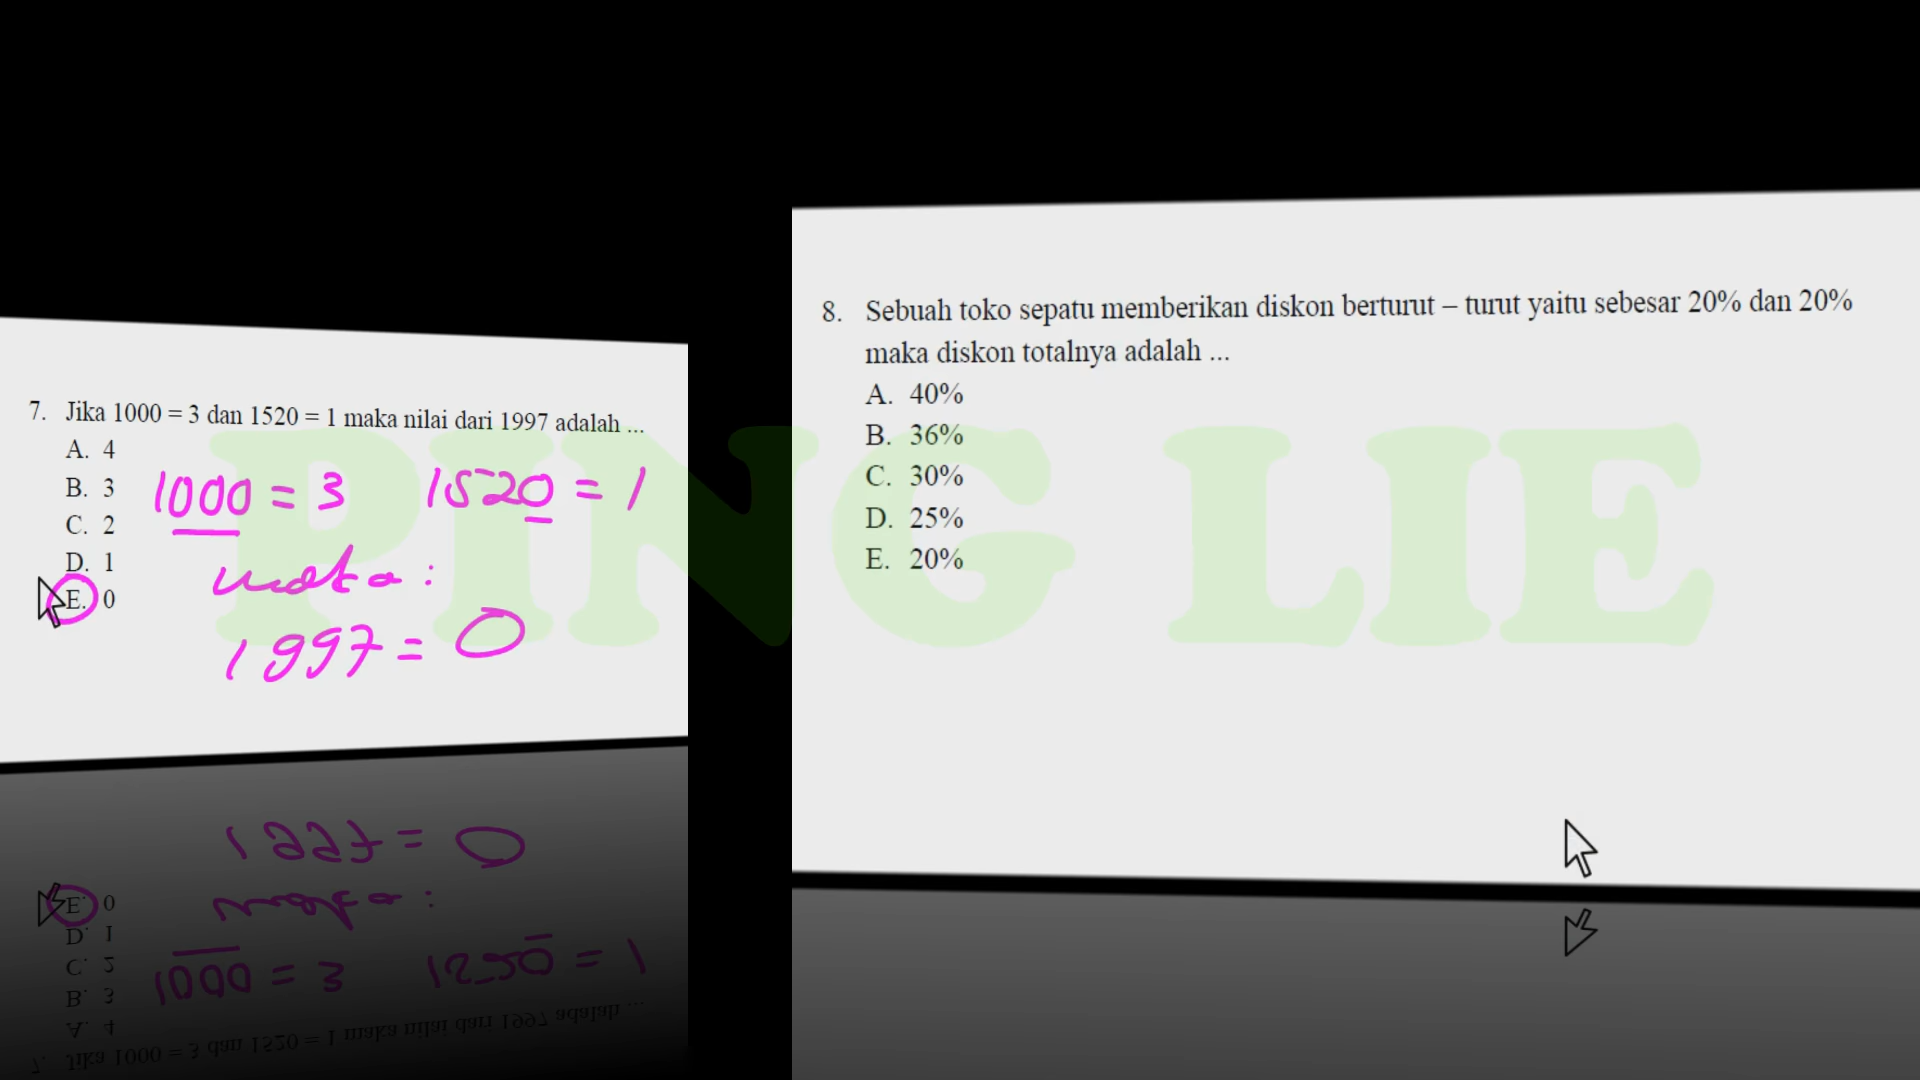 7. Jika 1000 = 3 dan 1520 = 1 maka nilai dari 1997 adalah ...
A. 4
B. 3
C. 2
D. 1
E. 0
1000 = 3 1520 = 1
maka :
1997 = 0
8. Sebuah toko sepatu memberikan diskon berturut – turut yaitu sebesar 20% dan 20%
maka diskon totalnya adalah ...
A. 40%
B. 36%
C. 30%
D. 25%
E. 20%
PING LIE